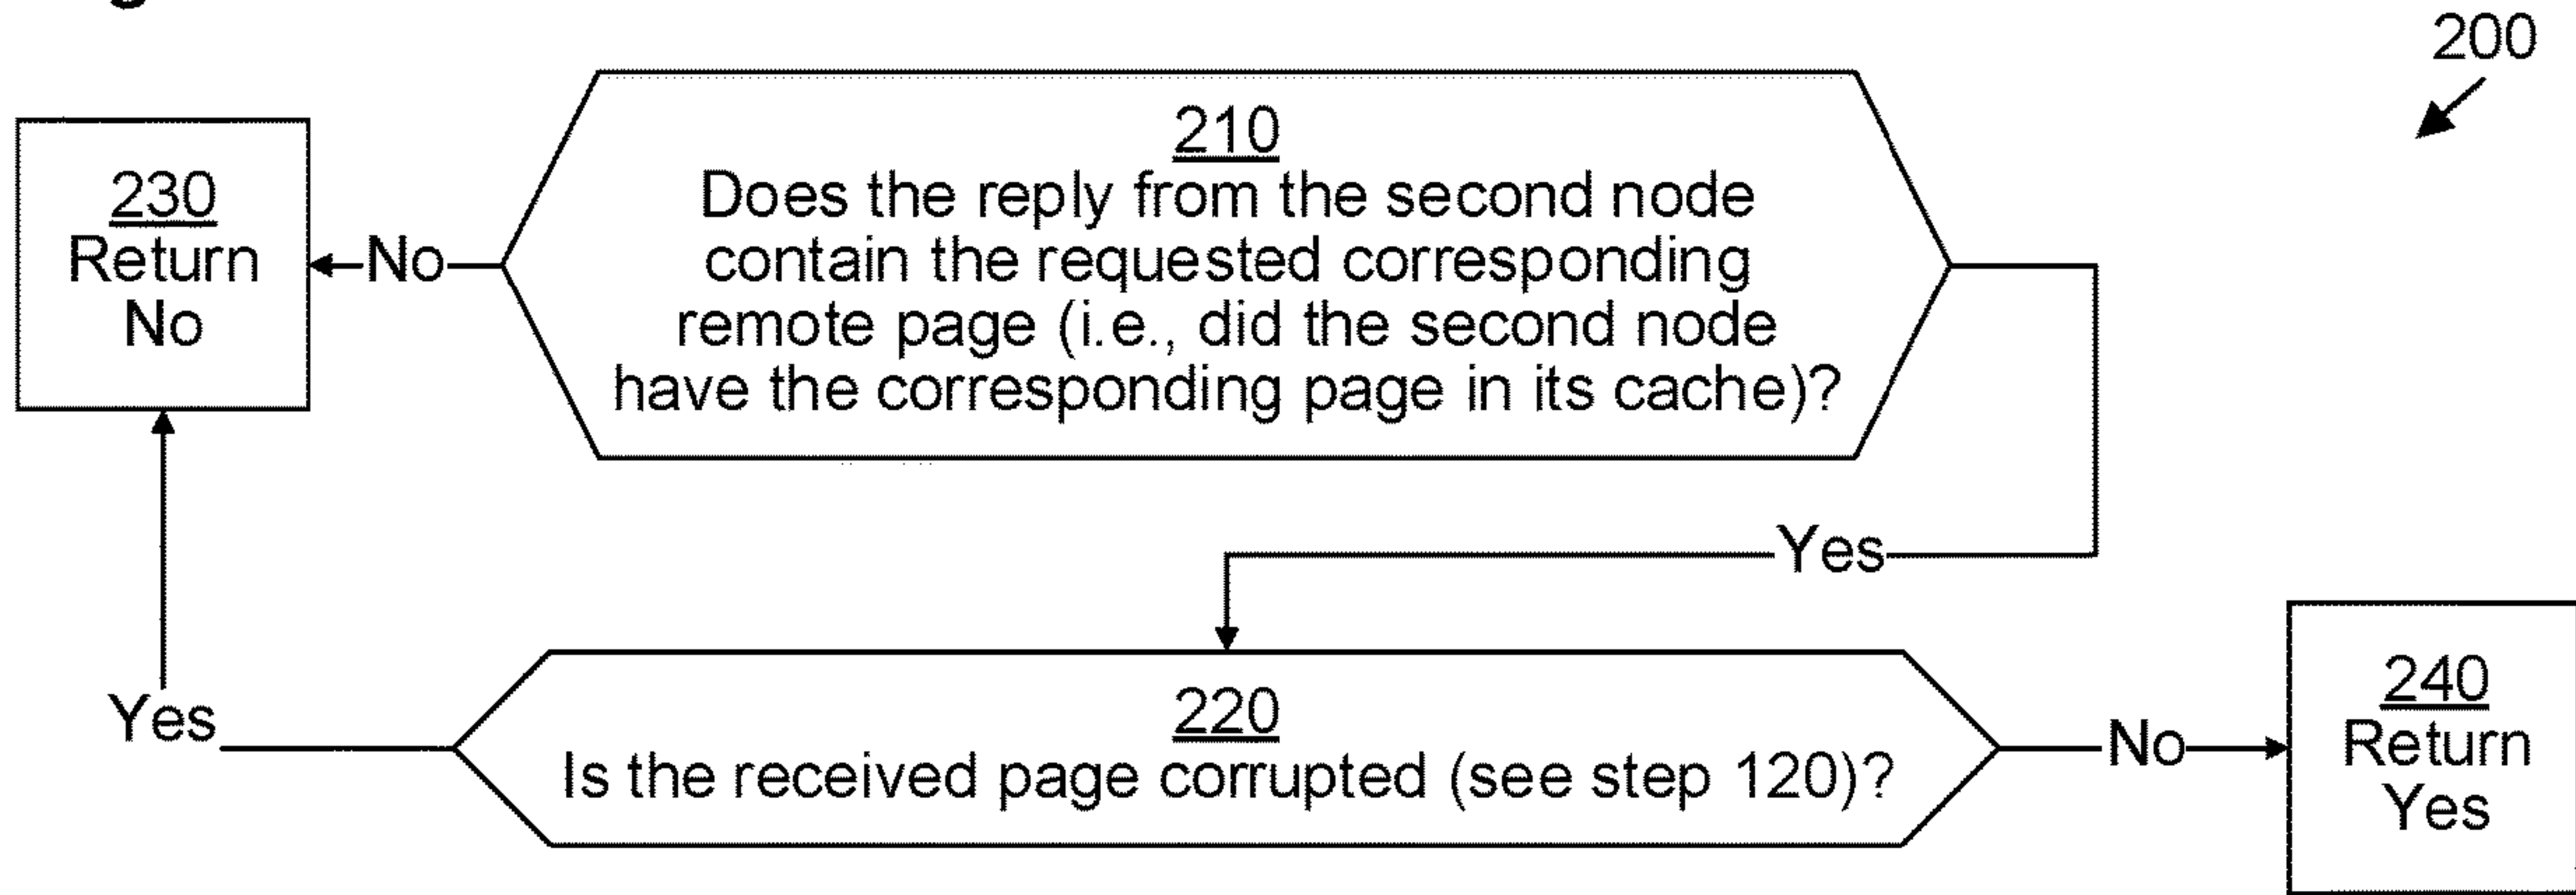 200
210
Does the reply from the second node
contain the requested corresponding
remote page (i.e., did the second node
have the corresponding page in its cache)?
230
Return
No
No
Yes
220
Is the received page corrupted (see step 120)?
Yes
No
240
Return
Yes